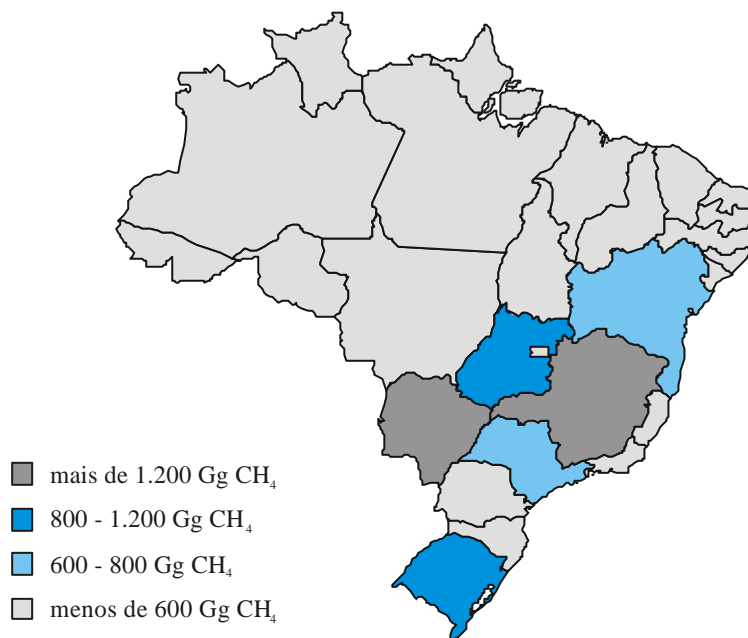 mais de 1.200 Gg CH₄
800 - 1.200 Gg CH₄
600 - 800 Gg CH₄
menos de 600 Gg CH₄